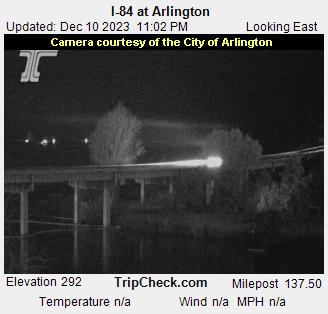 I-84 at Arlington
Updated: Dec 10 2023 11:02 PM Looking East
Camera courtesy of the City of Arlington
Elevation 292 TripCheck.com Milepost 137.50
Temperature n/a Wind n/a MPH n/a